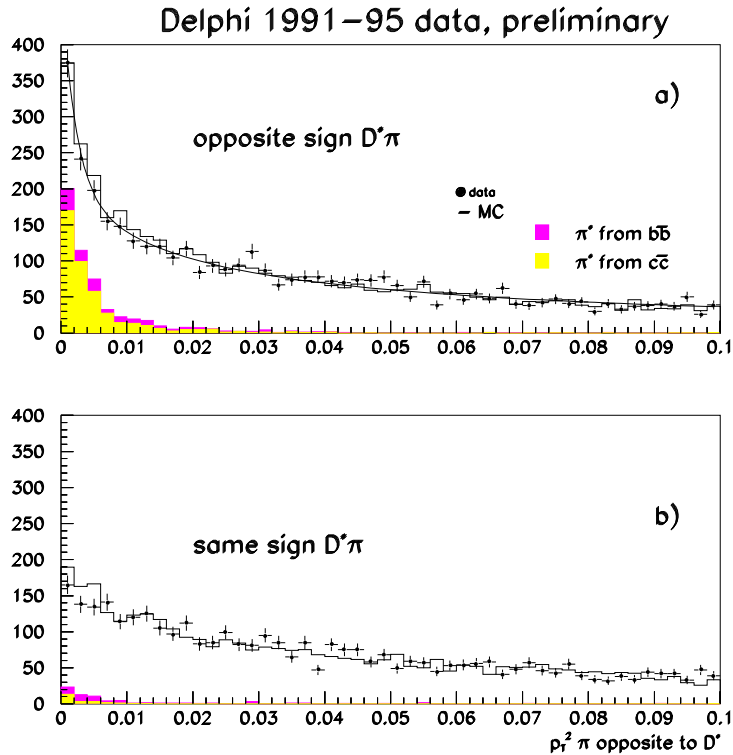 Delphi 1991–95 data, preliminary
400
350
300
250
200
150
100
50
0
a)
opposite sign D*π
data
– MC
π* from bb̅
π* from cc̅
0 0.01 0.02 0.03 0.04 0.05 0.06 0.07 0.08 0.09 0.1
400
350
300
250
200
150
100
50
0
b)
same sign D*π
0 0.01 0.02 0.03 0.04 0.05 0.06 0.07 0.08 0.09 0.1
p_T² π opposite to D*